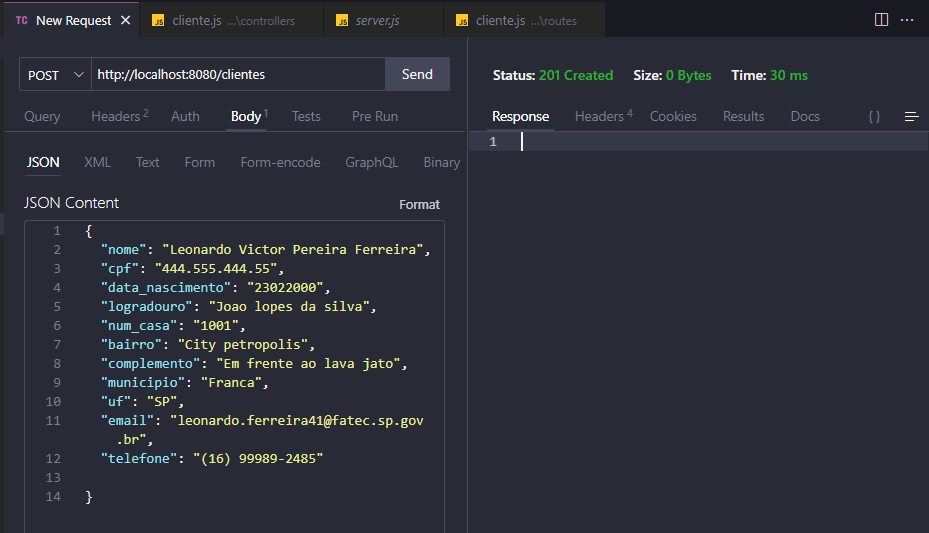 TC New Request ✕ JS cliente.js ...\controllers JS server.js JS cliente.js ...\routes ...
POST http://localhost:8080/clientes Send
Query Headers 2 Auth Body 1 Tests Pre Run
JSON XML Text Form Form-encode GraphQL Binary
JSON Content Format
1 {
2 "nome": "Leonardo Victor Pereira Ferreira",
3 "cpf": "444.555.444.55",
4 "data_nascimento": "23022000",
5 "logradouro": "Joao lopes da silva",
6 "num_casa": "1001",
7 "bairro": "City petropolis",
8 "complemento": "Em frente ao lava jato",
9 "municipio": "Franca",
10 "uf": "SP",
11 "email": "leonardo.ferreira41@fatec.sp.gov
.br",
12 "telefone": "(16) 99989-2485"
13
14 }
Status: 201 Created Size: 0 Bytes Time: 30 ms
Response Headers 4 Cookies Results Docs { }
1